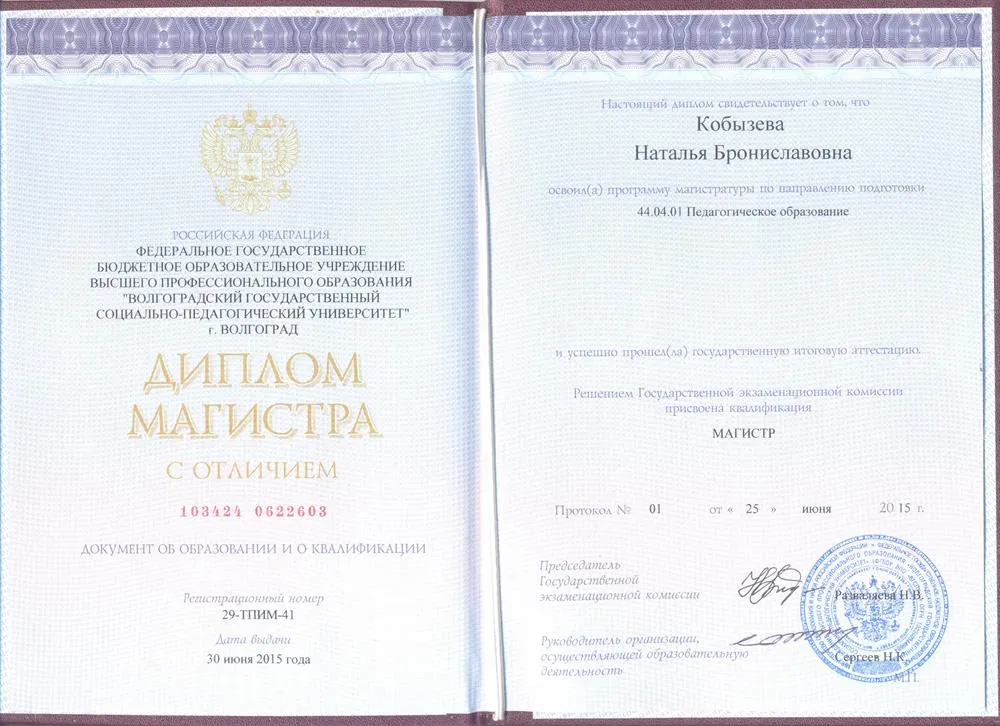 РОССИЙСКАЯ ФЕДЕРАЦИЯ
ФЕДЕРАЛЬНОЕ ГОСУДАРСТВЕННОЕ
БЮДЖЕТНОЕ ОБРАЗОВАТЕЛЬНОЕ УЧРЕЖДЕНИЕ
ВЫСШЕГО ПРОФЕССИОНАЛЬНОГО ОБРАЗОВАНИЯ
"ВОЛГОГРАДСКИЙ ГОСУДАРСТВЕННЫЙ
СОЦИАЛЬНО-ПЕДАГОГИЧЕСКИЙ УНИВЕРСИТЕТ"
г. ВОЛГОГРАД
ДИПЛОМ
МАГИСТРА
С ОТЛИЧИЕМ
103424 0622603
ДОКУМЕНТ ОБ ОБРАЗОВАНИИ И О КВАЛИФИКАЦИИ
Регистрационный номер
29-ТПИМ-41
Дата выдачи
30 июня 2015 года
Настоящий диплом свидетельствует о том, что
Кобызева
Наталья Брониславовна
освоил(а) программу магистратуры по направлению подготовки
44.04.01 Педагогическое образование
и успешно прошел(ла) государственную итоговую аттестацию.
Решением Государственной экзаменационной комиссии
присвоена квалификация
МАГИСТР
Протокол № 01 от « 25 » июня 2015 г.
Председатель
Государственной
экзаменационной комиссии
Разваляева Н.В.
Руководитель организации,
осуществляющей образовательную
деятельность
Сергеев Н.К.
М.П.